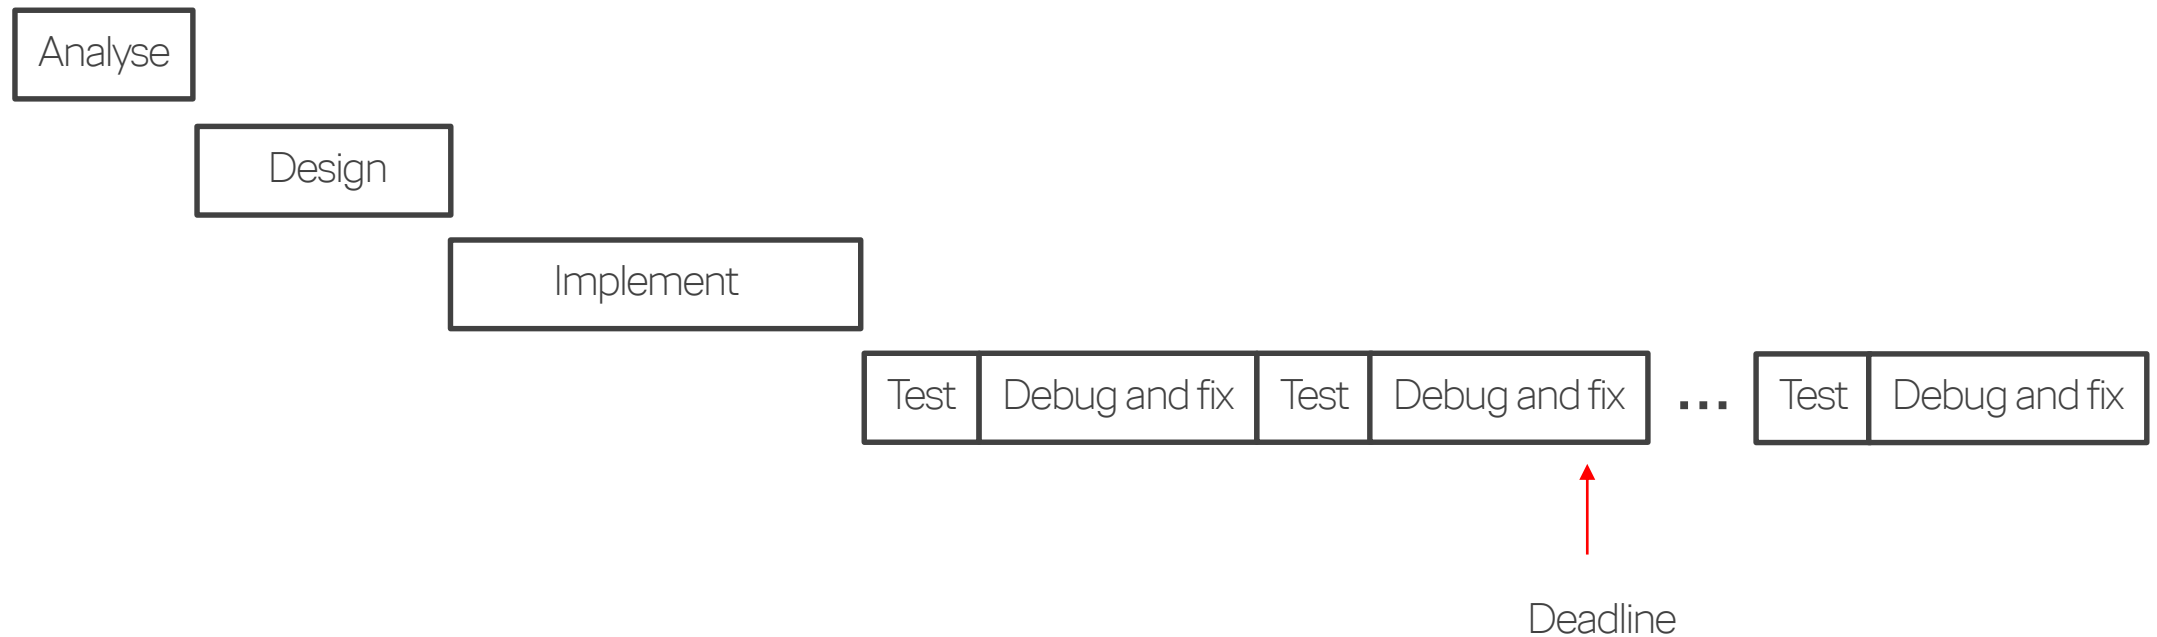 Analyse
Design
Implement
Test
Debug and fix
Test
Debug and fix
...
Test
Debug and fix
Deadline